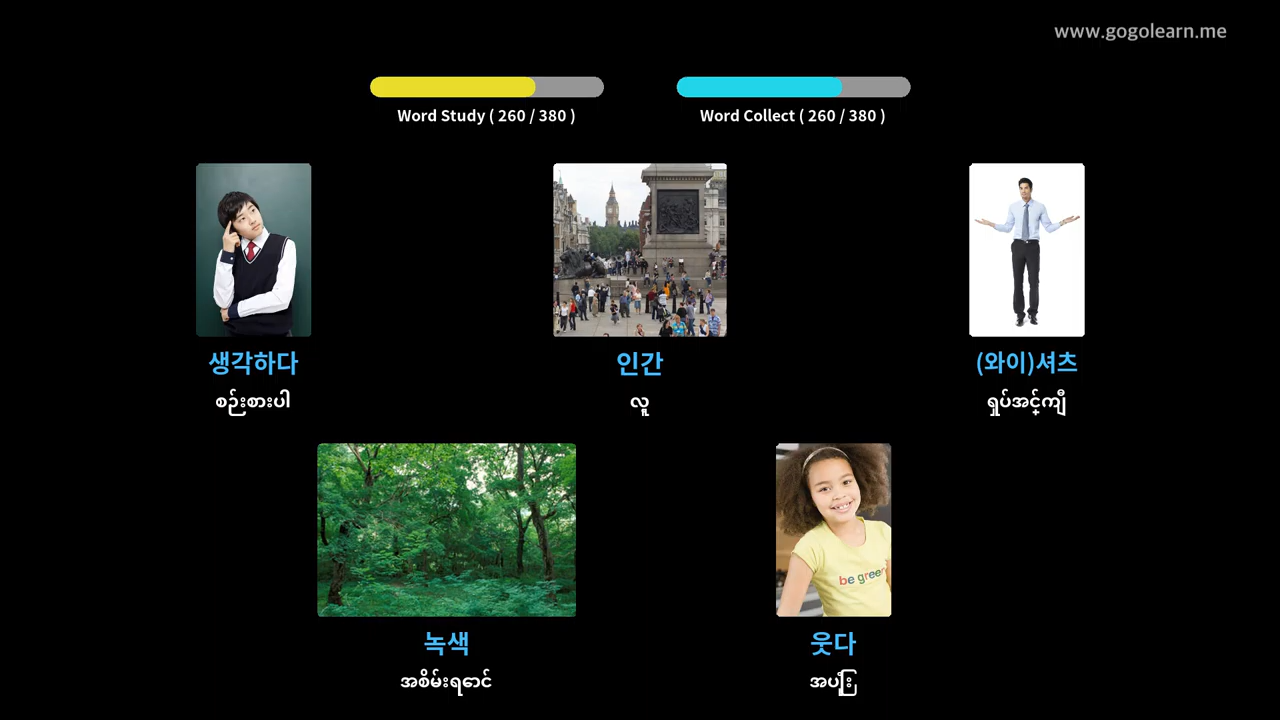 www.gogolearn.me
Word Study ( 260 / 380 )
Word Collect ( 260 / 380 )
생각하다
인간
(와이)셔츠
စဉ်းစားပါ
လူ
ရှပ်အင်္ကျီ
be green
녹색
웃다
အစိမ်းရောင်
အပြုံး